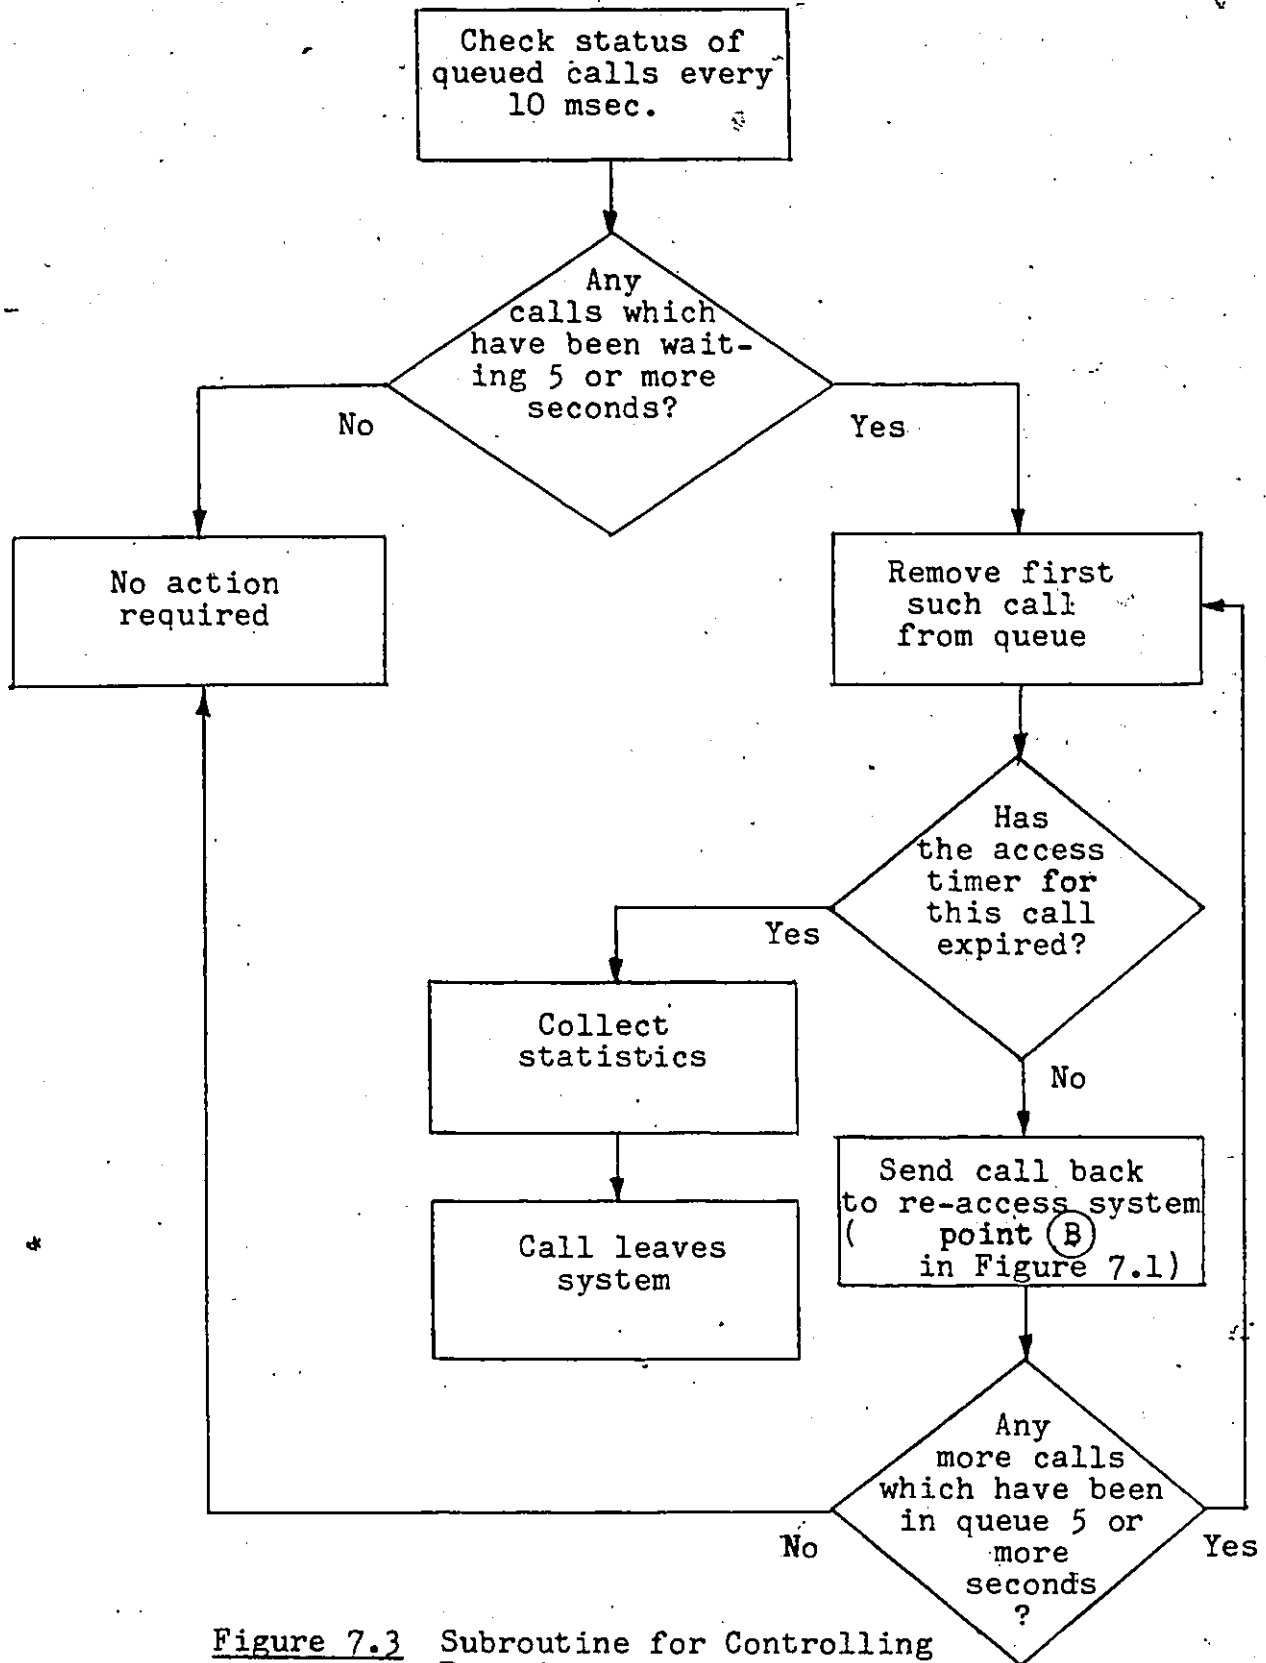 Check status of
queued calls every
10 msec.
Any
calls which
have been wait-
ing 5 or more
seconds?
No
Yes
No action
required
Remove first
such call
from queue
Has
the access
timer for
this call
expired?
Yes
No
Collect
statistics
Call leaves
system
Send call back
to re-access system
( point B
in Figure 7.1)
Any
more calls
which have been
in queue 5 or
more
seconds
?
No
Yes
Figure 7.3 Subroutine for Controlling